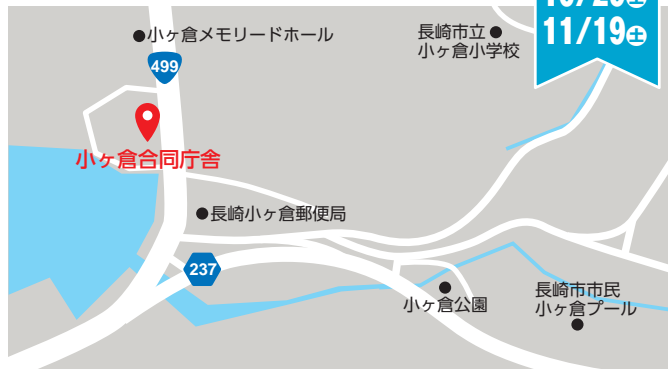 11/19土
小ヶ倉メモリードホール
長崎市立
小ヶ倉小学校
499
小ヶ倉合同庁舎
長崎小ヶ倉郵便局
237
小ヶ倉公園
長崎市市民
小ヶ倉プール